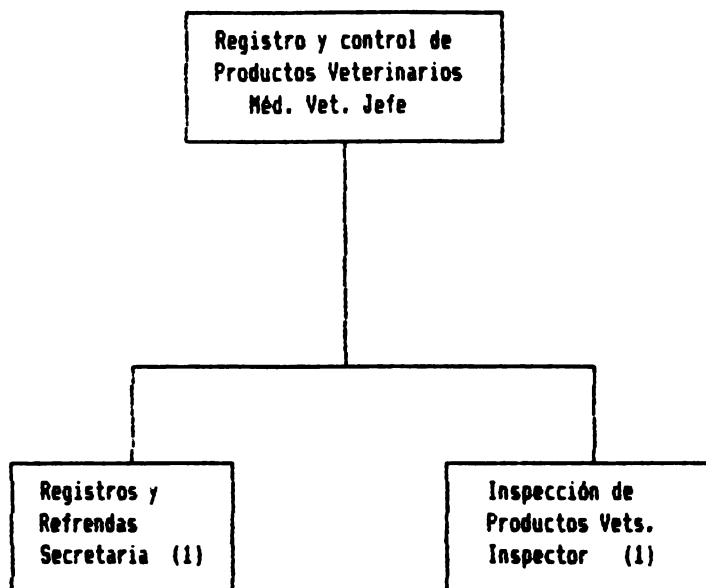 Registro y control de
Productos Veterinarios
Méd. Vet. Jefe
Registros y
Refrendas
Secretaria (1)
Inspección de
Productos Vets.
Inspector (1)